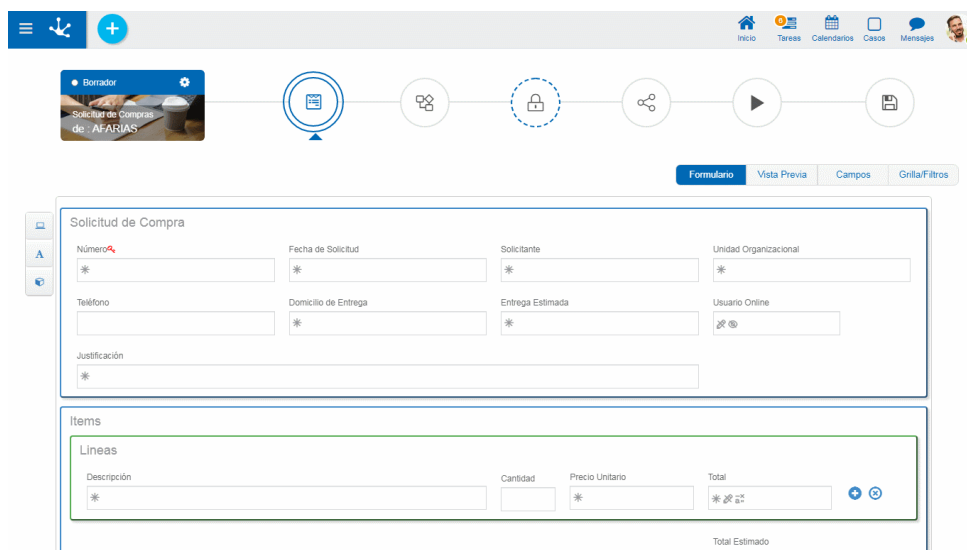 6
Inicio
Tareas
Calendarios
Casos
Mensajes
Borrador
Solicitud de Compras
de : AFARIAS
Formulario
Vista Previa
Campos
Grilla/Filtros
A
Solicitud de Compra
Número
Fecha de Solicitud
Solicitante
Unidad Organizacional
Teléfono
Domicilio de Entrega
Entrega Estimada
Usuario Online
Justificación
Items
Lineas
Descripción
Cantidad
Precio Unitario
Total
Total Estimado